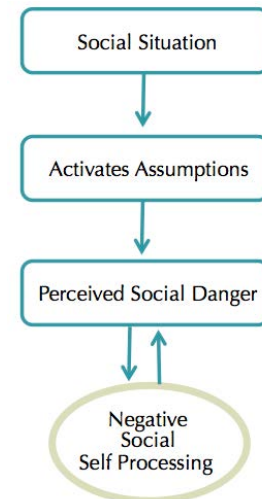 Social Situation
Activates Assumptions
Perceived Social Danger
Negative
Social
Self Processing